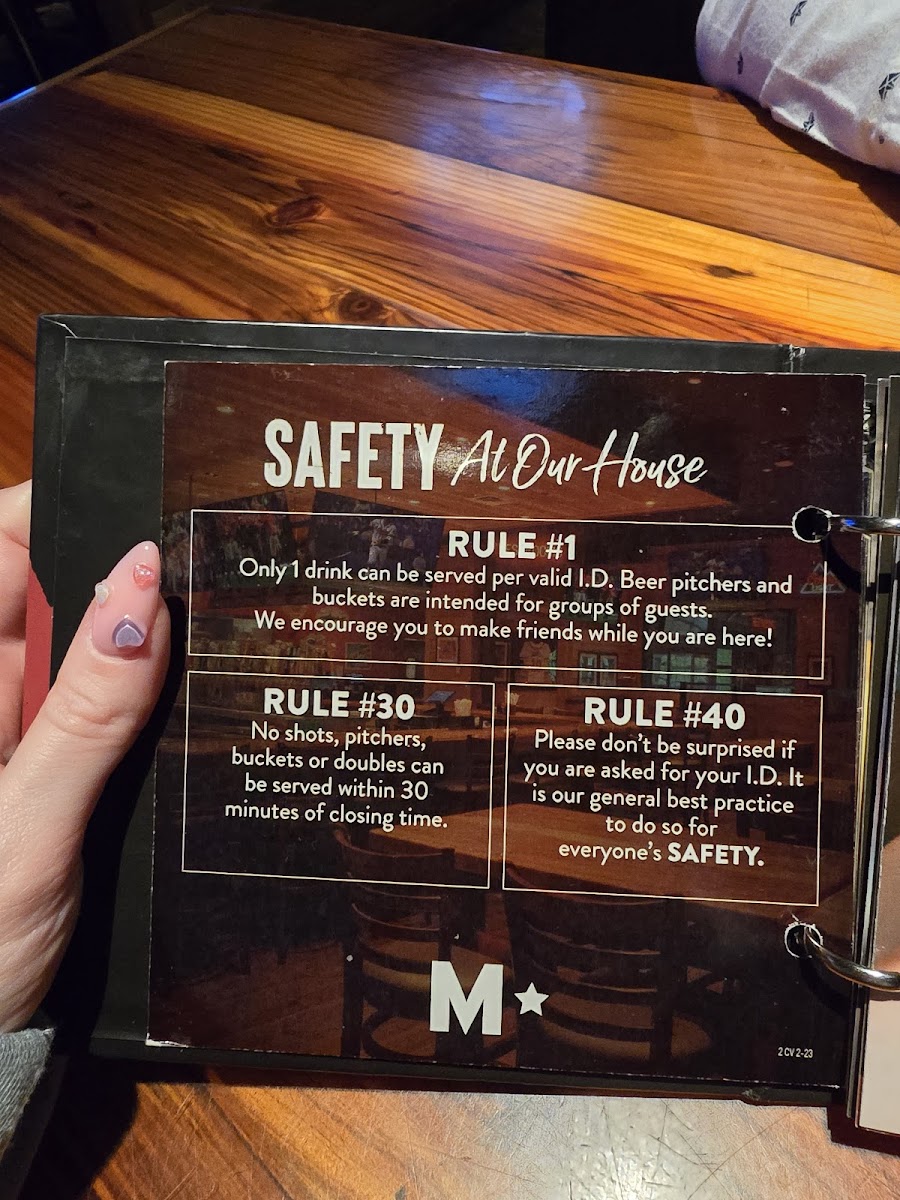 SAFETY At Our House
RULE #1
Only 1 drink can be served per valid I.D. Beer pitchers and
buckets are intended for groups of guests.
We encourage you to make friends while you are here!
RULE #30
No shots, pitchers,
buckets or doubles can
be served within 30
minutes of closing time.
RULE #40
Please don't be surprised if
you are asked for your I.D. It
is our general best practice
to do so for
everyone's SAFETY.
M
2 CV 2-23